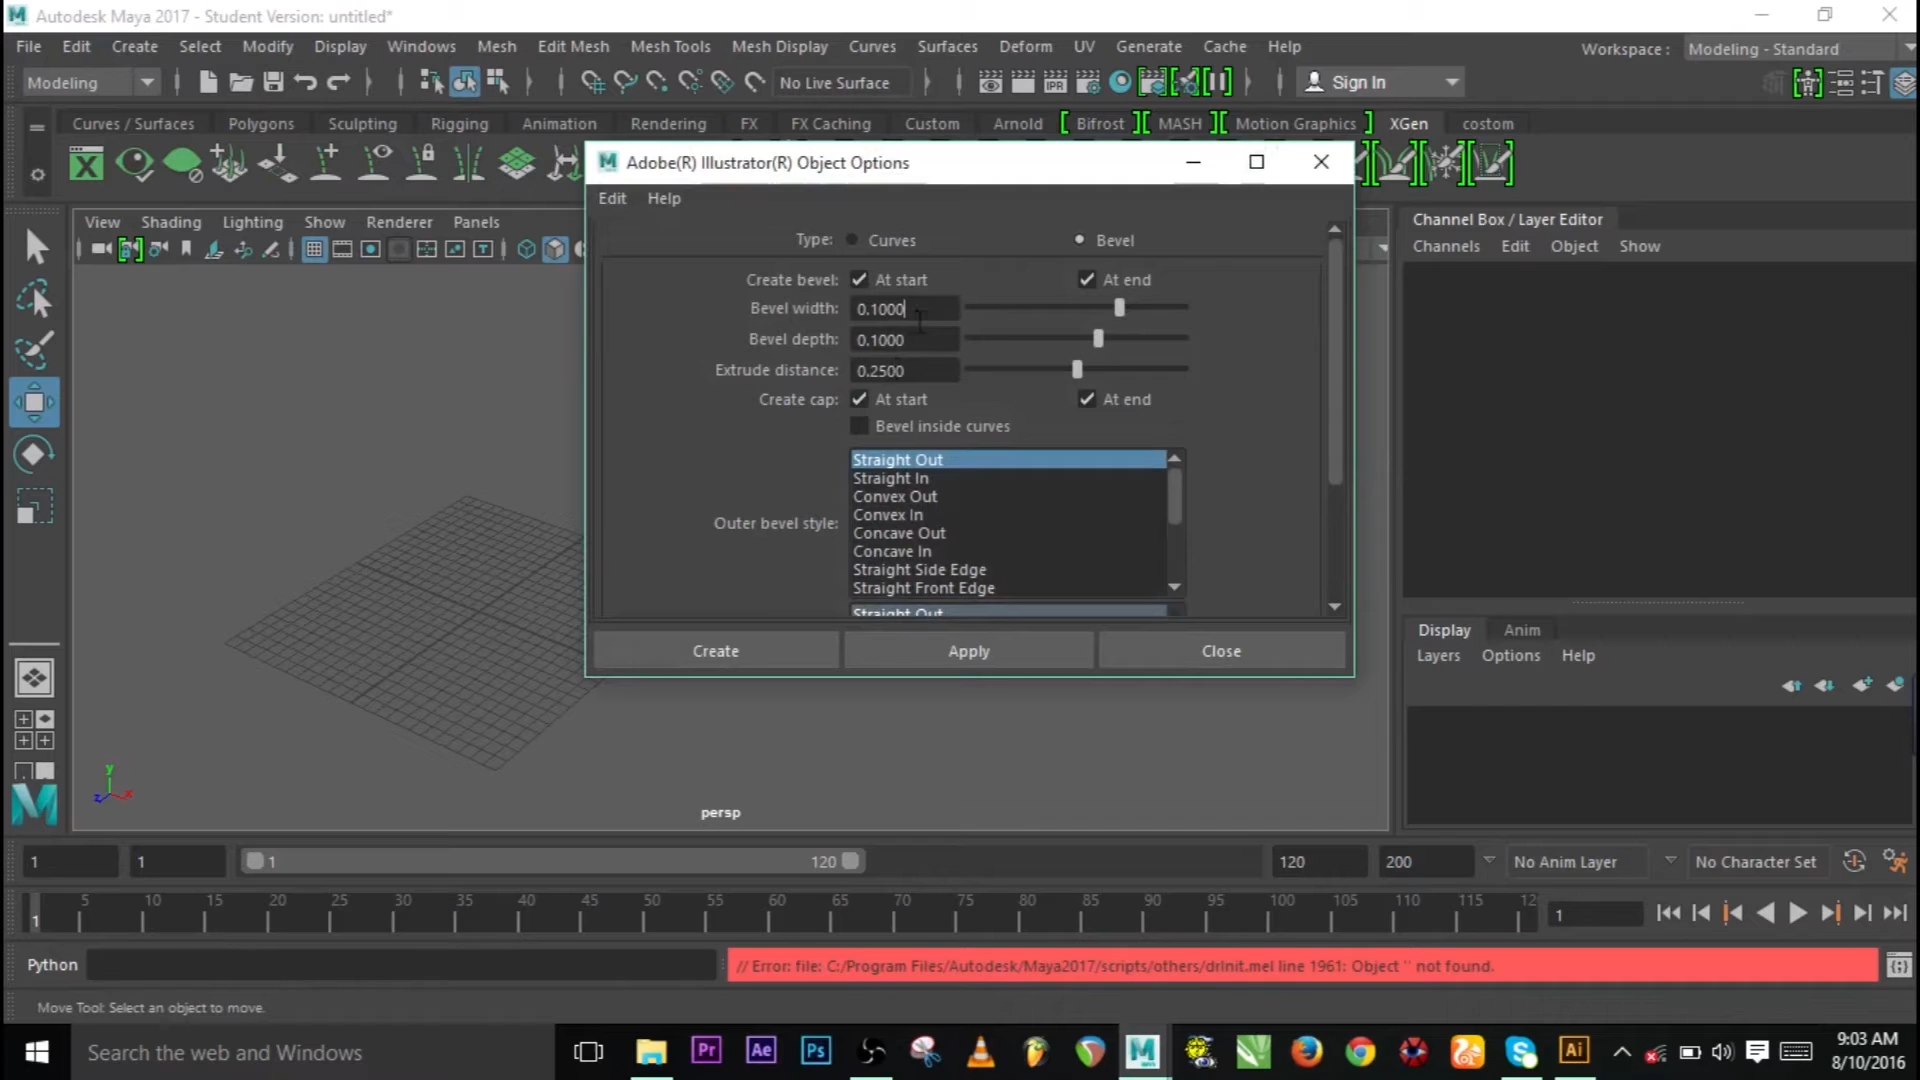 Autodesk Maya 2017 - Student Version: untitled*
File Edit Create Select Modify Display Windows Mesh Edit Mesh Mesh Tools Mesh Display Curves Surfaces Deform UV Generate Cache Help Workspace : Modeling - Standard
Modeling No Live Surface IPR Sign In
Curves / Surfaces Polygons Sculpting Rigging Animation Rendering FX FX Caching Custom Arnold Bifrost MASH Motion Graphics XGen costom
Adobe(R) Illustrator(R) Object Options
Edit Help
View Shading Lighting Show Renderer Panels
Channel Box / Layer Editor
Channels Edit Object Show
Type: Curves Bevel
Create bevel: At start At end
Bevel width: 0.1000
Bevel depth: 0.1000
Extrude distance: 0.2500
Create cap: At start At end
Bevel inside curves
Outer bevel style:
Straight Out
Straight In
Convex Out
Convex In
Concave Out
Concave In
Straight Side Edge
Straight Front Edge
Straight Out
Create Apply Close
Display Anim
Layers Options Help
y
z x
persp
1 1 1 120 120 200 No Anim Layer No Character Set
1 5 10 15 20 25 30 35 40 45 50 55 60 65 70 75 80 85 90 95 100 105 110 115 12 1
Python // Error: file: C:/Program Files/Autodesk/Maya2017/scripts/others/drInit.mel line 1961: Object '' not found.
Move Tool: Select an object to move.
Search the web and Windows Pr Ae Ps M Ai
9:03 AM
8/10/2016